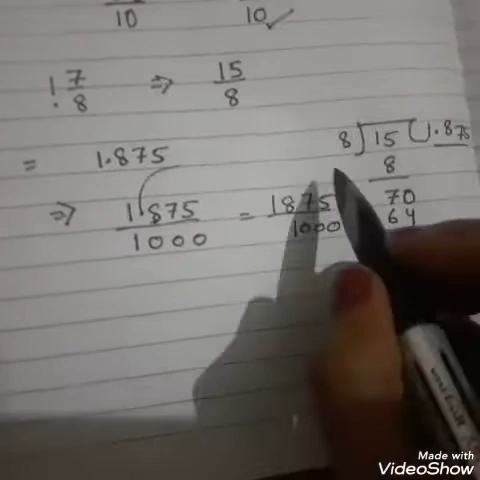 10 10
1 7/8 ⇒ 15/8
8 ) 15 ( 1.875
= 1.875
8
70
⇒ 1875/1000 = 1875/1000
64
Made with
VideoShow